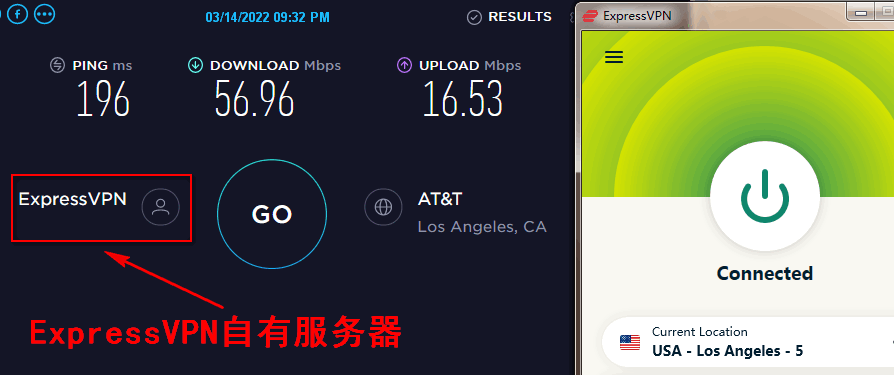 03/14/2022 09:32 PM
RESULTS
PING ms
DOWNLOAD Mbps
UPLOAD Mbps
196
56.96
16.53
ExpressVPN
GO
AT&T
Los Angeles, CA
ExpressVPN自有服务器
ExpressVPN
Connected
Current Location
USA - Los Angeles - 5